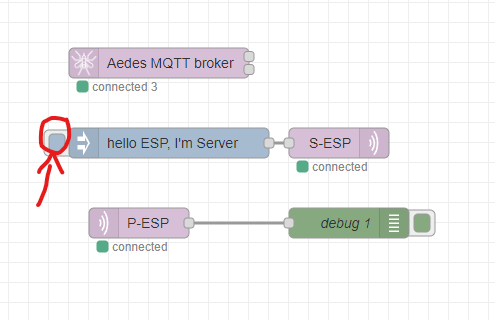 Aedes MQTT broker
connected 3
hello ESP, I'm Server
S-ESP
connected
P-ESP
debug 1
connected